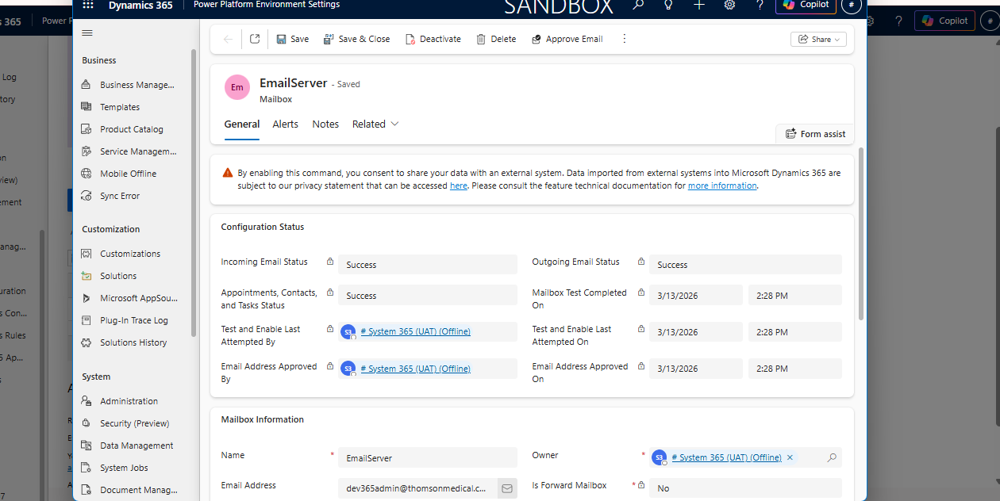 Dynamics 365
Power Platform Environment Settings
SANDBOX
Copilot
#
s 365
Power P
Copilot
#
Log
tory
n
view)
ement
anag...
uration
s Con...
s Rules
5 Ap...
s
7
Business
Business Manage...
Templates
Product Catalog
Service Managem...
Mobile Offline
Sync Error
Customization
Customizations
Solutions
Microsoft AppSou...
Plug-In Trace Log
Solutions History
System
Administration
Security (Preview)
Data Management
System Jobs
Document Manag...
Save
Save & Close
Deactivate
Delete
Approve Email
Share
Em
EmailServer - Saved
Mailbox
General
Alerts
Notes
Related
Form assist
By enabling this command, you consent to share your data with an external system. Data imported from external systems into Microsoft Dynamics 365 are
subject to our privacy statement that can be accessed here. Please consult the feature technical documentation for more information.
Configuration Status
Incoming Email Status
Success
Outgoing Email Status
Success
Appointments, Contacts,
and Tasks Status
Success
Mailbox Test Completed
On
3/13/2026
2:28 PM
Test and Enable Last
Attempted By
S3
# System 365 (UAT) (Offline)
Test and Enable Last
Attempted On
3/13/2026
2:28 PM
Email Address Approved
By
S3
# System 365 (UAT) (Offline)
Email Address Approved
On
3/13/2026
2:28 PM
Mailbox Information
Name
*
EmailServer
Owner
*
S3
# System 365 (UAT) (Offline)
Email Address
dev365admin@thomsonmedical.c...
Is Forward Mailbox
*
No